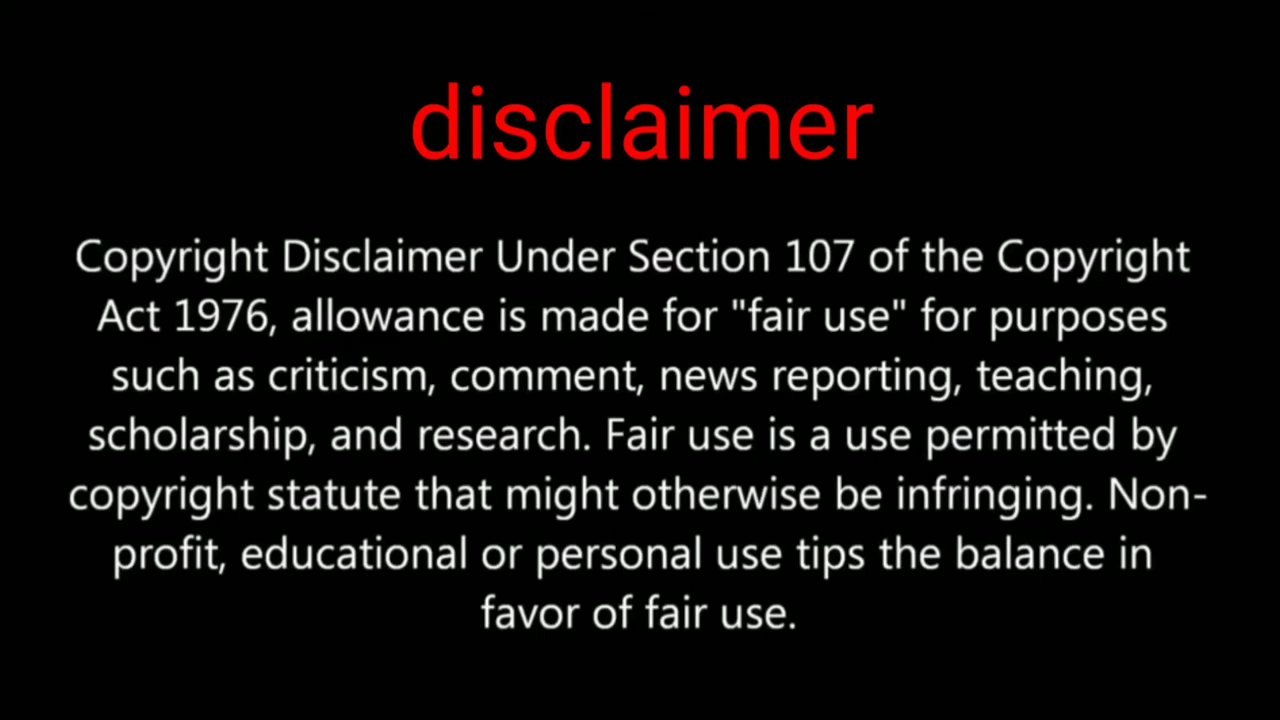 disclaimer
Copyright Disclaimer Under Section 107 of the Copyright
Act 1976, allowance is made for "fair use" for purposes
such as criticism, comment, news reporting, teaching,
scholarship, and research. Fair use is a use permitted by
copyright statute that might otherwise be infringing. Non-
profit, educational or personal use tips the balance in
favor of fair use.